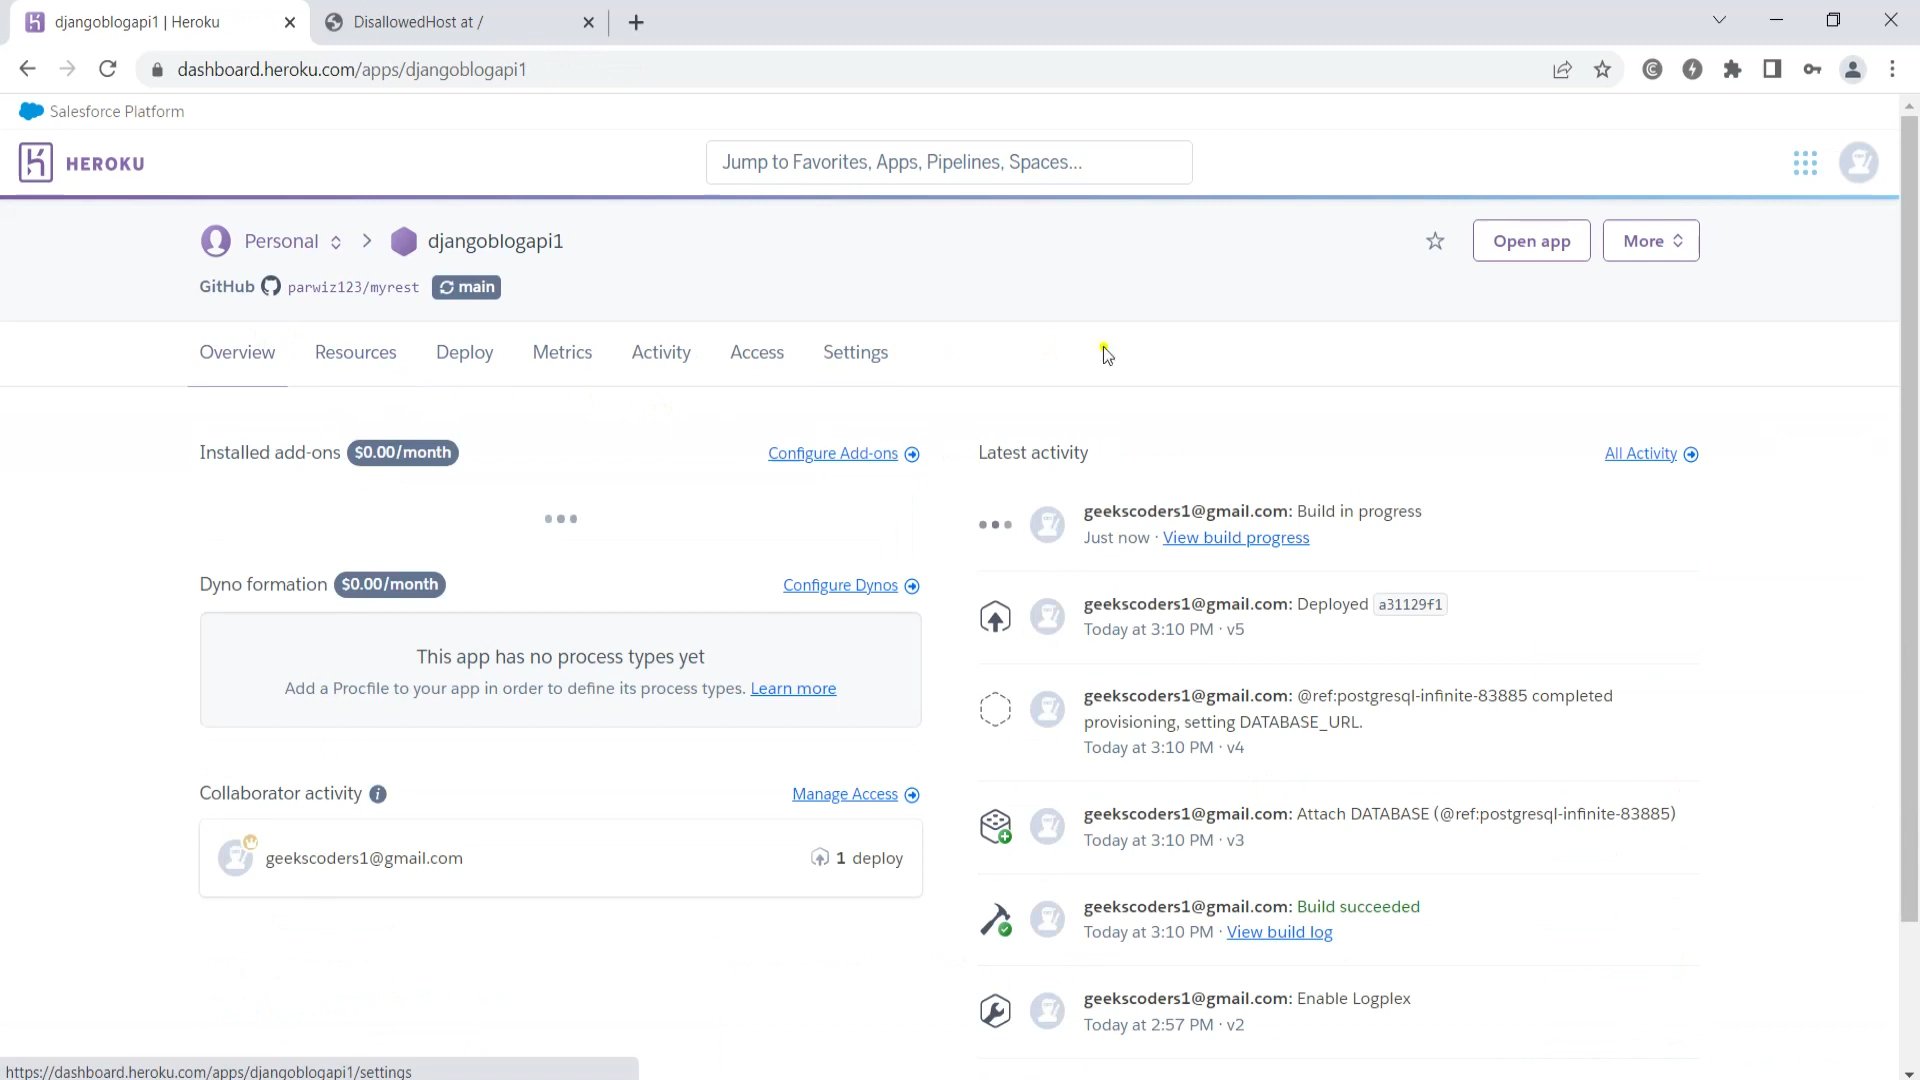 djangoblogapi1 | Heroku
DisallowedHost at /
dashboard.heroku.com/apps/djangoblogapi1
Salesforce Platform
HEROKU
Jump to Favorites, Apps, Pipelines, Spaces...
Personal
djangoblogapi1
Open app
More
GitHub
parwiz123/myrest
main
Overview
Resources
Deploy
Metrics
Activity
Access
Settings
Installed add-ons
$0.00/month
Configure Add-ons
Dyno formation
$0.00/month
Configure Dynos
This app has no process types yet
Add a Procfile to your app in order to define its process types. Learn more
Collaborator activity
Manage Access
geekscoders1@gmail.com
1 deploy
Latest activity
All Activity
geekscoders1@gmail.com: Build in progress
Just now · View build progress
geekscoders1@gmail.com: Deployed a31129f1
Today at 3:10 PM · v5
geekscoders1@gmail.com: @ref:postgresql-infinite-83885 completed
provisioning, setting DATABASE_URL.
Today at 3:10 PM · v4
geekscoders1@gmail.com: Attach DATABASE (@ref:postgresql-infinite-83885)
Today at 3:10 PM · v3
geekscoders1@gmail.com: Build succeeded
Today at 3:10 PM · View build log
geekscoders1@gmail.com: Enable Logplex
Today at 2:57 PM · v2
https://dashboard.heroku.com/apps/djangoblogapi1/settings